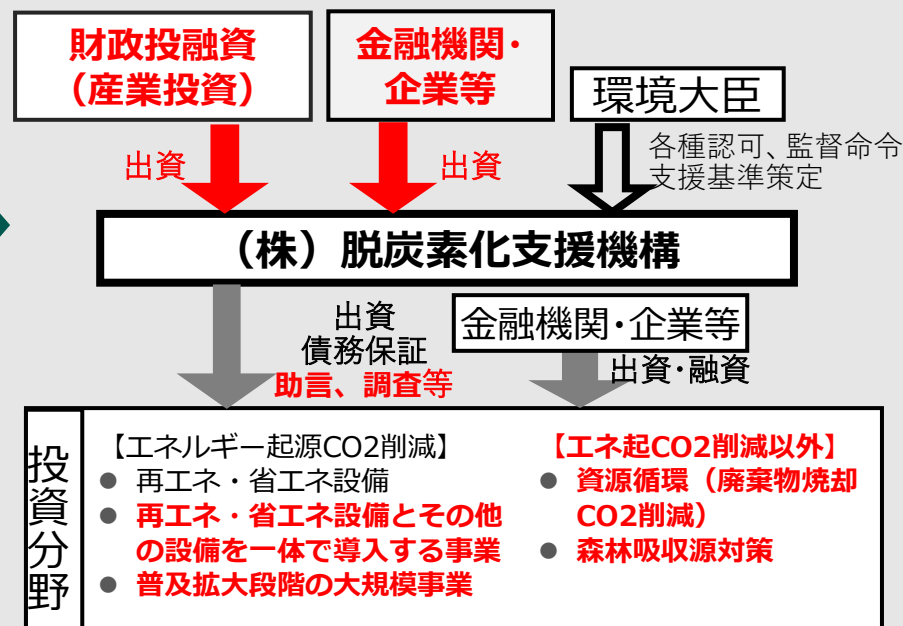 財政投融資
（産業投資）
金融機関・
企業等
環境大臣
出資
出資
各種認可、監督命令
支援基準策定
（株）脱炭素化支援機構
出資
債務保証
助言、調査等
金融機関・企業等
出資・融資
投資分野
【エネルギー起源CO2削減】
● 再エネ・省エネ設備
● 再エネ・省エネ設備とその他
の設備を一体で導入する事業
● 普及拡大段階の大規模事業
【エネ起CO2削減以外】
● 資源循環（廃棄物焼却
CO2削減）
● 森林吸収源対策